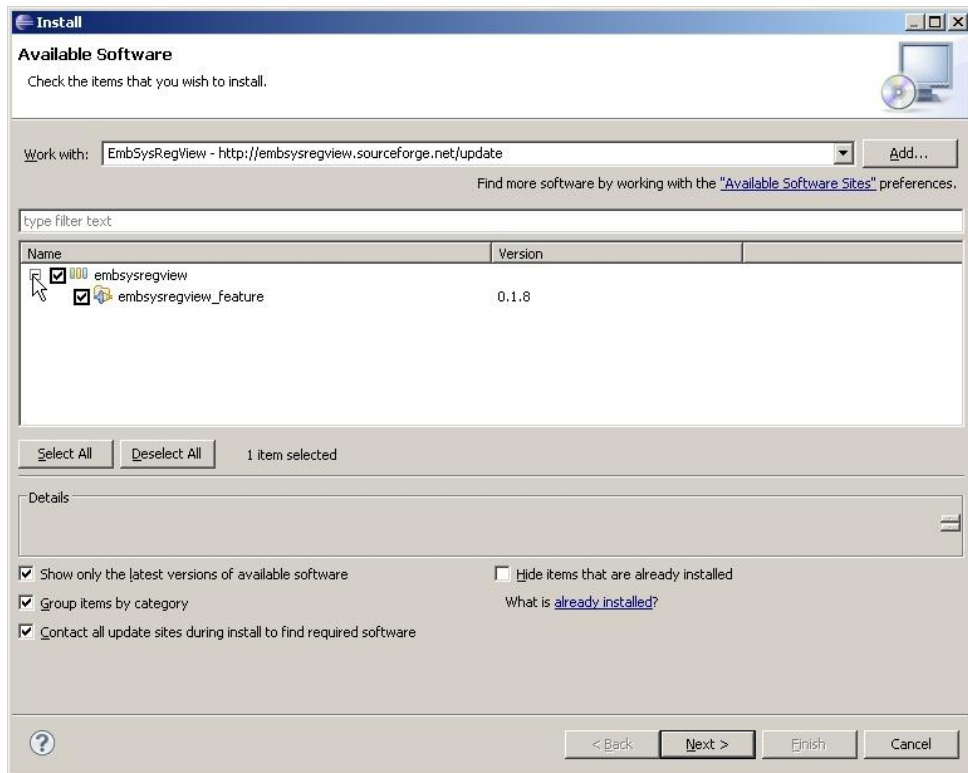 Install
Available Software
Check the items that you wish to install.
Work with: EmbSysRegView - http://embsysregview.sourceforge.net/update Add...
Find more software by working with the "Available Software Sites" preferences.
type filter text
Name Version
embsysregview
embsysregview_feature 0.1.8
Select All Deselect All 1 item selected
Details
Show only the latest versions of available software Hide items that are already installed
Group items by category What is already installed?
Contact all update sites during install to find required software
? < Back Next > Finish Cancel